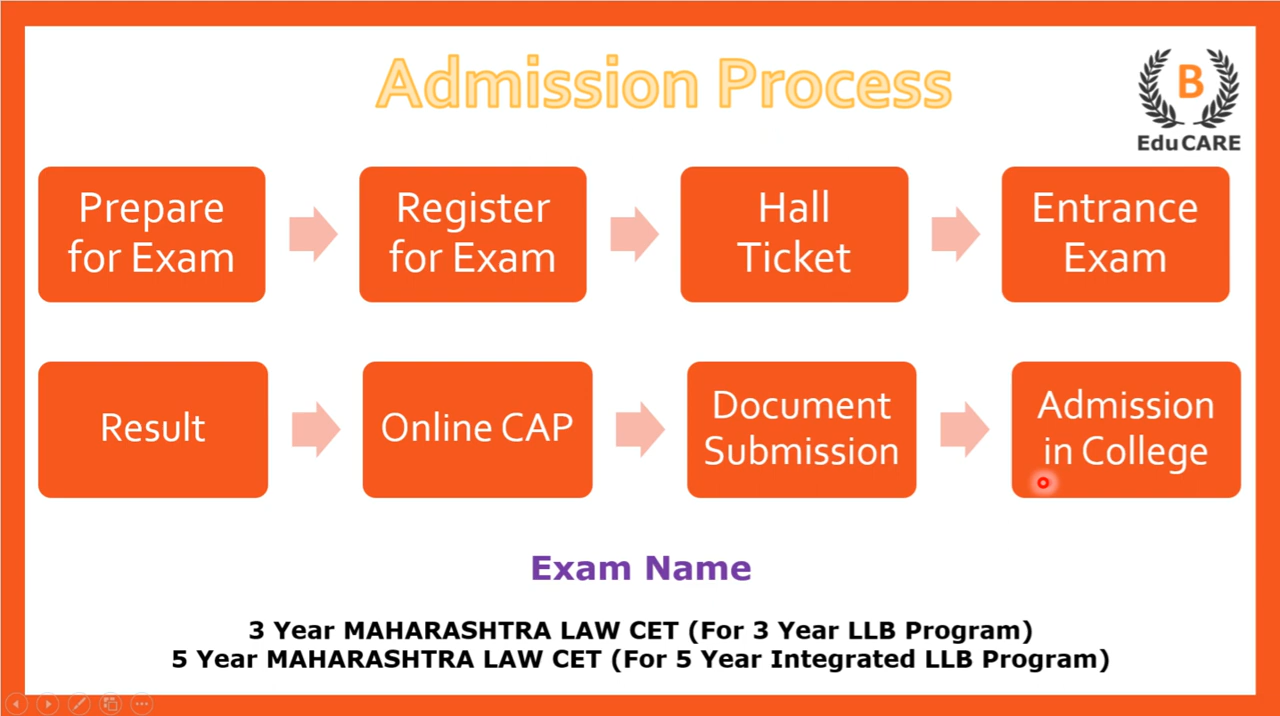 Admission Process
B
EduCARE
Prepare
for Exam
Register
for Exam
Hall
Ticket
Entrance
Exam
Result
Online CAP
Document
Submission
Admission
in College
Exam Name
3 Year MAHARASHTRA LAW CET (For 3 Year LLB Program)
5 Year MAHARASHTRA LAW CET (For 5 Year Integrated LLB Program)